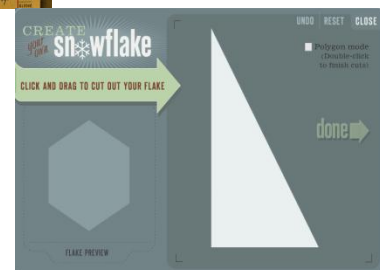 CREATE
your own
snwflake
CLICK AND DRAG TO CUT OUT YOUR FLAKE
FLAKE PREVIEW
UNDO RESET CLOSE
Polygon mode
(Double-click
to finish cuts)
done